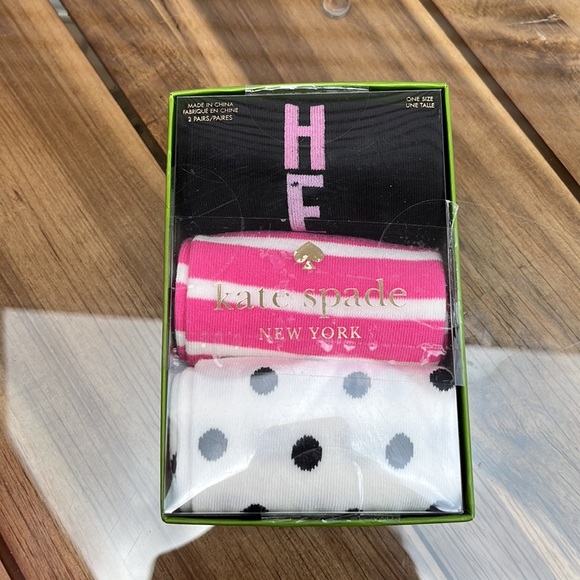 MADE IN CHINA
FABRIQUÉ EN CHINE
2 PAIRS/PAIRES
ONE SIZE
UNE TAILLE
H
E
kate spade
NEW YORK